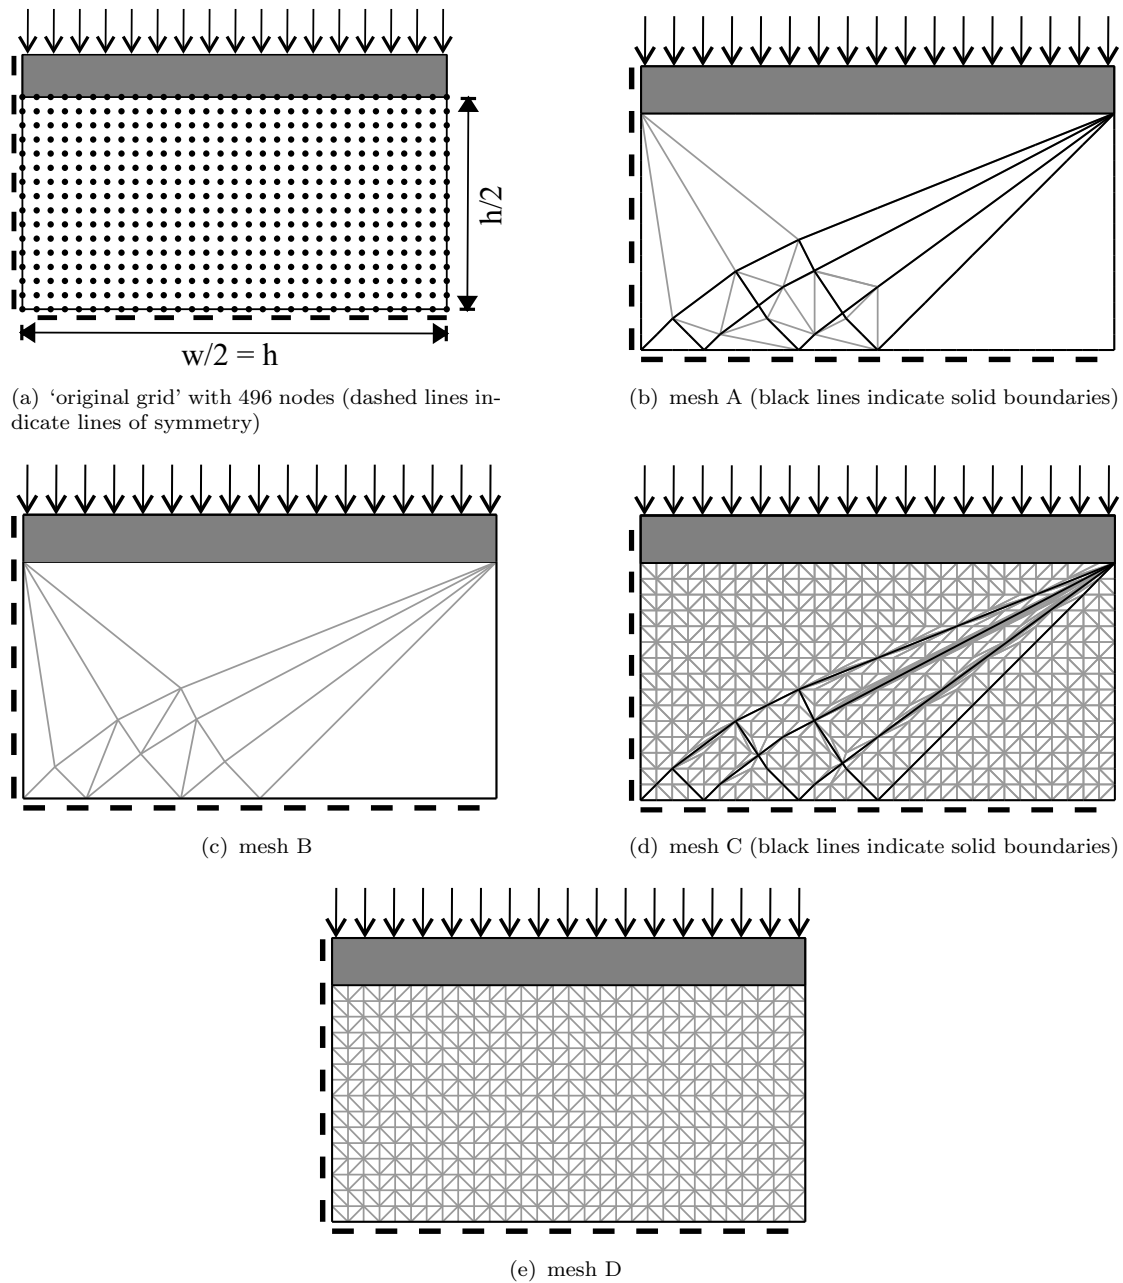 h/2
w/2 = h
(a) ‘original grid’ with 496 nodes (dashed lines in-
dicate lines of symmetry)
(b) mesh A (black lines indicate solid boundaries)
(c) mesh B
(d) mesh C (black lines indicate solid boundaries)
(e) mesh D